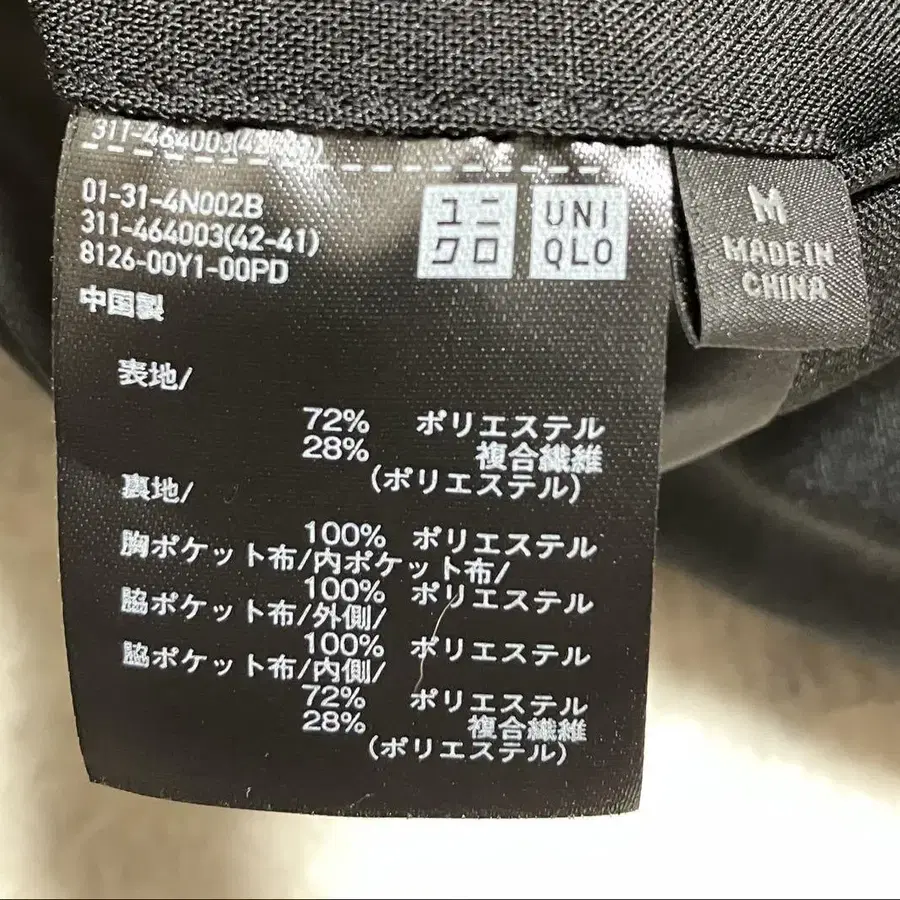 311-464003(42-41)
01-31-4N002B
311-464003(42-41)
8126-00Y1-00PD
中国製
ユニ
クロ
UNI
QLO
M
MADE IN
CHINA
表地/
72% ポリエステル
28% 複合繊維
(ポリエステル)
裏地/
100% ポリエステル
胸ポケット布/内ポケット布/
100% ポリエステル
脇ポケット布/外側/
100% ポリエステル
脇ポケット布/内側/
72% ポリエステル
28% 複合繊維
(ポリエステル)